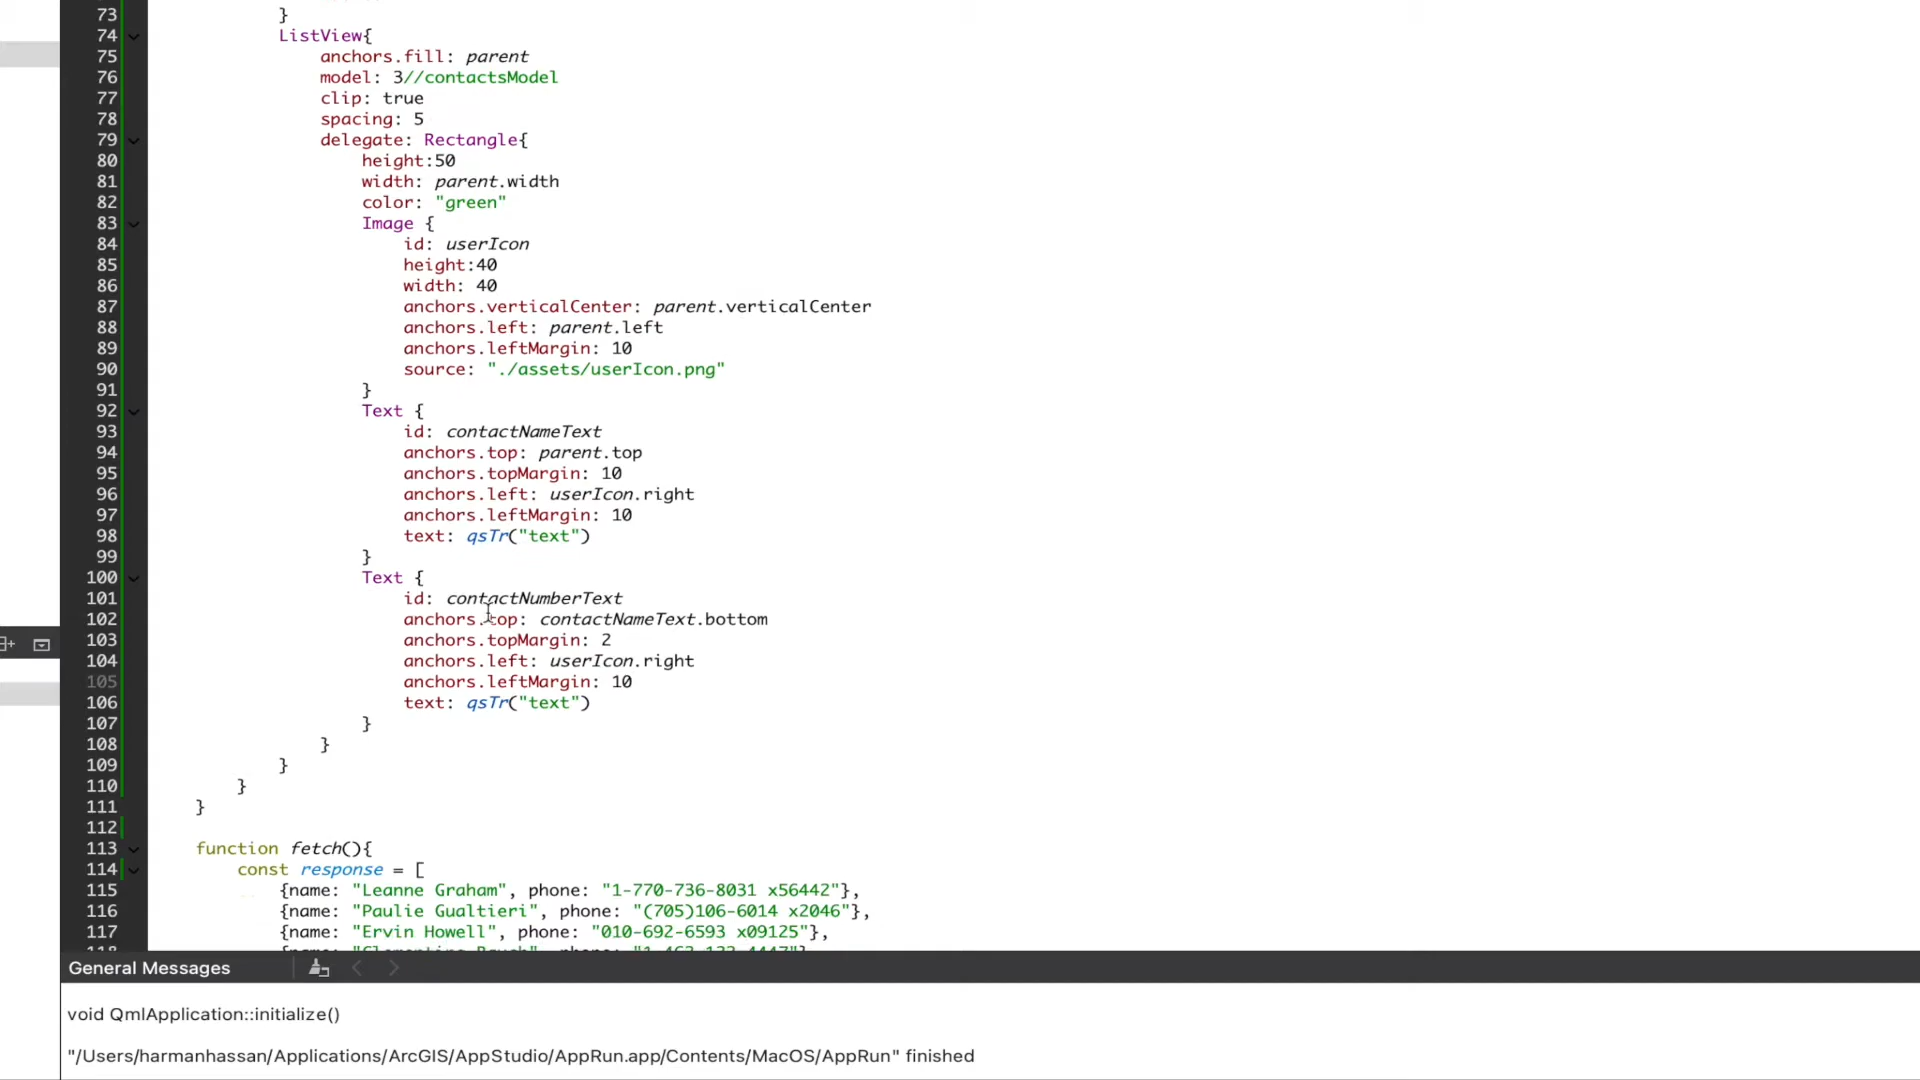 73 }
74 ListView{
75 anchors.fill: parent
76 model: 3//contactsModel
77 clip: true
78 spacing: 5
79 delegate: Rectangle{
80 height:50
81 width: parent.width
82 color: "green"
83 Image {
84 id: userIcon
85 height:40
86 width: 40
87 anchors.verticalCenter: parent.verticalCenter
88 anchors.left: parent.left
89 anchors.leftMargin: 10
90 source: "./assets/userIcon.png"
91 }
92 Text {
93 id: contactNameText
94 anchors.top: parent.top
95 anchors.topMargin: 10
96 anchors.left: userIcon.right
97 anchors.leftMargin: 10
98 text: qsTr("text")
99 }
100 Text {
101 id: contactNumberText
102 anchors.top: contactNameText.bottom
103 anchors.topMargin: 2
104 anchors.left: userIcon.right
105 anchors.leftMargin: 10
106 text: qsTr("text")
107 }
108 }
109 }
110 }
111 }
112
113 function fetch(){
114 const response = [
115 {name: "Leanne Graham", phone: "1-770-736-8031 x56442"},
116 {name: "Paulie Gualtieri", phone: "(705)106-6014 x2046"},
117 {name: "Ervin Howell", phone: "010-692-6593 x09125"},
General Messages
void QmlApplication::initialize()
"/Users/harmanhassan/Applications/ArcGIS/AppStudio/AppRun.app/Contents/MacOS/AppRun" finished